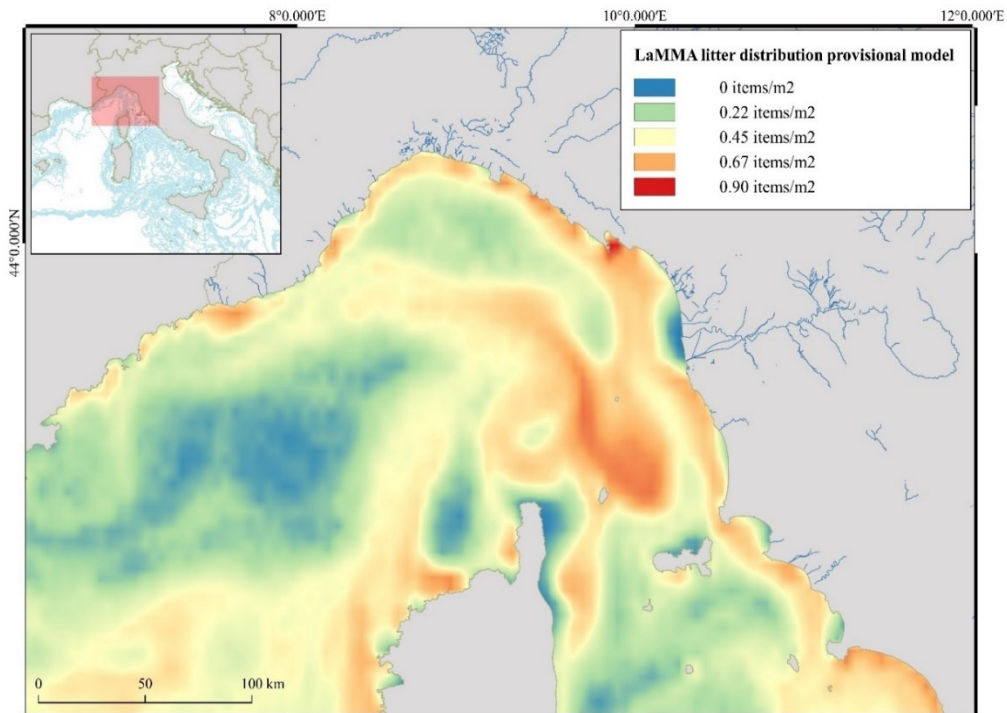 8°0.000'E
10°0.000'E
12°0.000'E
44°0.000'N
LaMMA litter distribution provisional model
0 items/m2
0.22 items/m2
0.45 items/m2
0.67 items/m2
0.90 items/m2
0
50
100 km